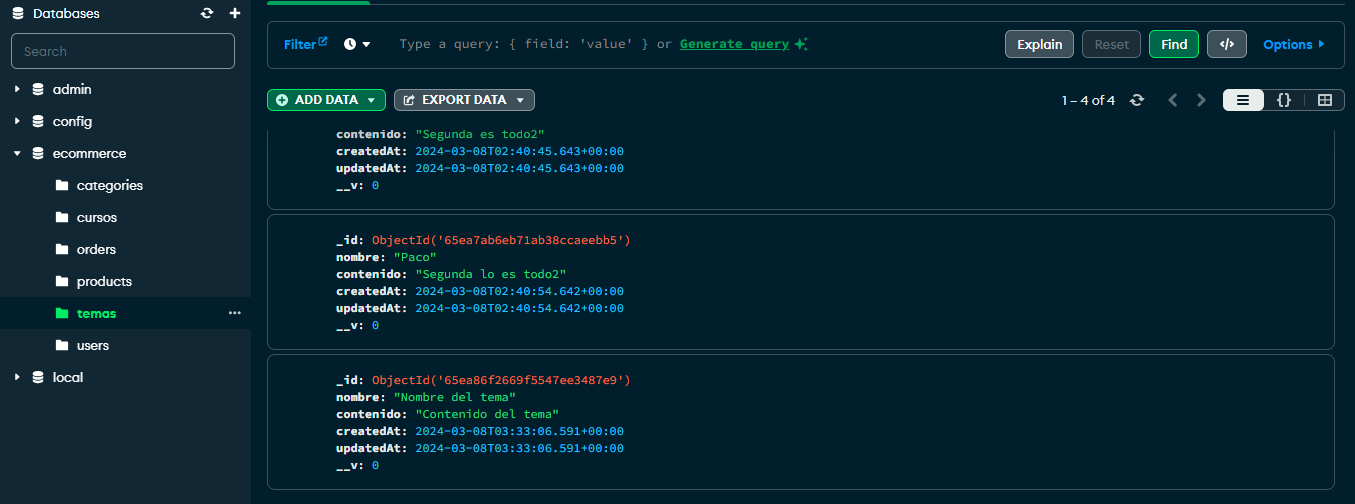 Databases
Search
admin
config
ecommerce
categories
cursos
orders
products
temas
users
local
Filter
Type a query: { field: 'value' } or Generate query
Explain
Reset
Find
</>
Options
ADD DATA
EXPORT DATA
1 – 4 of 4
{}
contenido: "Segunda es todo2"
createdAt: 2024-03-08T02:40:45.643+00:00
updatedAt: 2024-03-08T02:40:45.643+00:00
__v: 0
_id: ObjectId('65ea7ab6eb71ab38ccaeebb5')
nombre: "Paco"
contenido: "Segunda lo es todo2"
createdAt: 2024-03-08T02:40:54.642+00:00
updatedAt: 2024-03-08T02:40:54.642+00:00
__v: 0
_id: ObjectId('65ea86f2669f5547ee3487e9')
nombre: "Nombre del tema"
contenido: "Contenido del tema"
createdAt: 2024-03-08T03:33:06.591+00:00
updatedAt: 2024-03-08T03:33:06.591+00:00
__v: 0